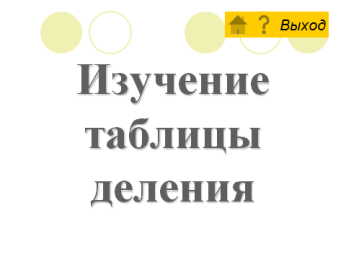 ? Выход
Изучение
таблицы
деления